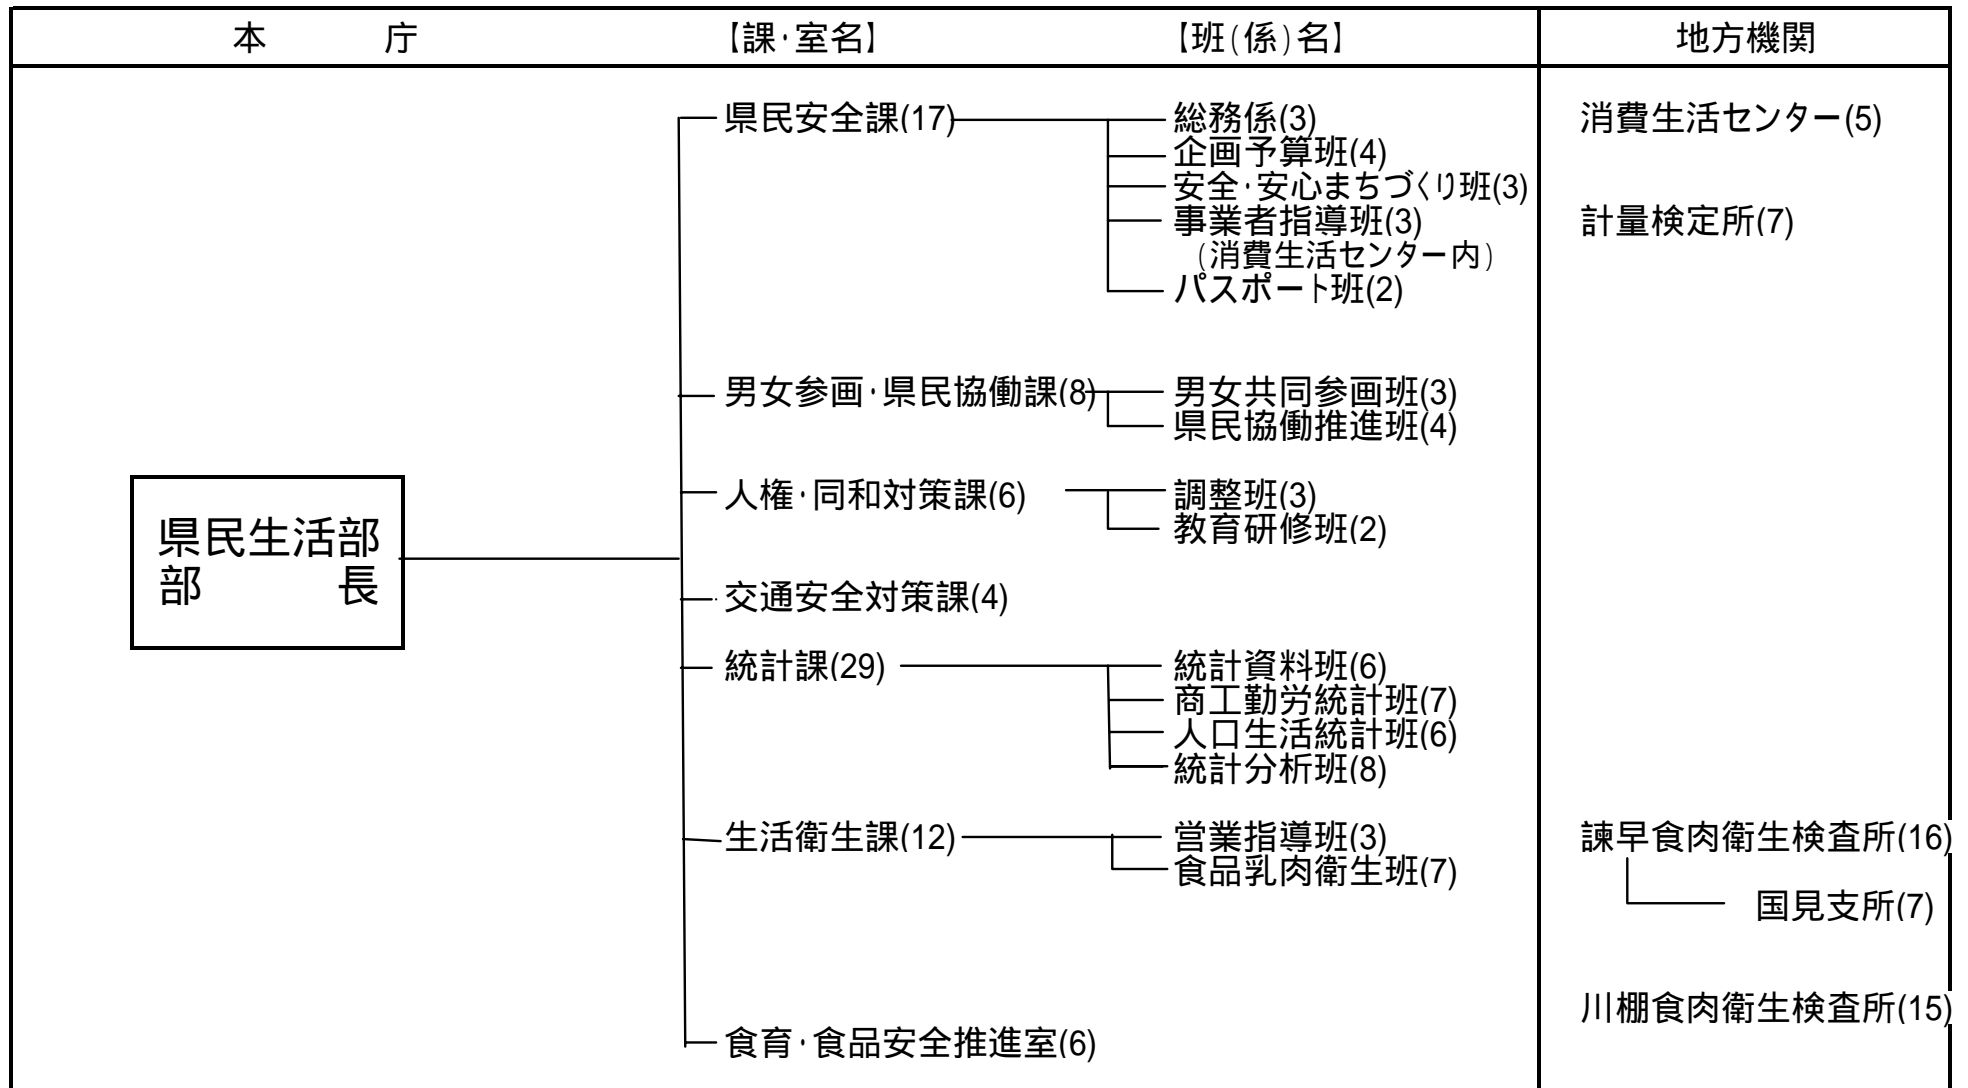 本　庁　【課・室名】　【班(係)名】　地方機関
県民安全課(17)　総務係(3)　消費生活センター(5)
企画予算班(4)
安全・安心まちづくり班(3)
事業者指導班(3)　計量検定所(7)
(消費生活センター内)
パスポート班(2)
男女参画・県民協働課(8)　男女共同参画班(3)
県民協働推進班(4)
人権・同和対策課(6)　調整班(3)
教育研修班(2)
県民生活部
部　長
交通安全対策課(4)
統計課(29)　統計資料班(6)
商工勤労統計班(7)
人口生活統計班(6)
統計分析班(8)
生活衛生課(12)　営業指導班(3)　諫早食肉衛生検査所(16)
食品乳肉衛生班(7)
国見支所(7)
川棚食肉衛生検査所(15)
食育・食品安全推進室(6)